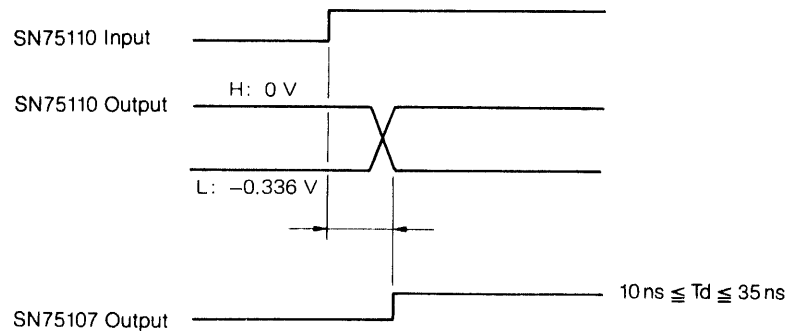 SN75110 Input
H: 0 V
SN75110 Output
L: −0.336 V
10 ns ≦ Td ≦ 35 ns
SN75107 Output